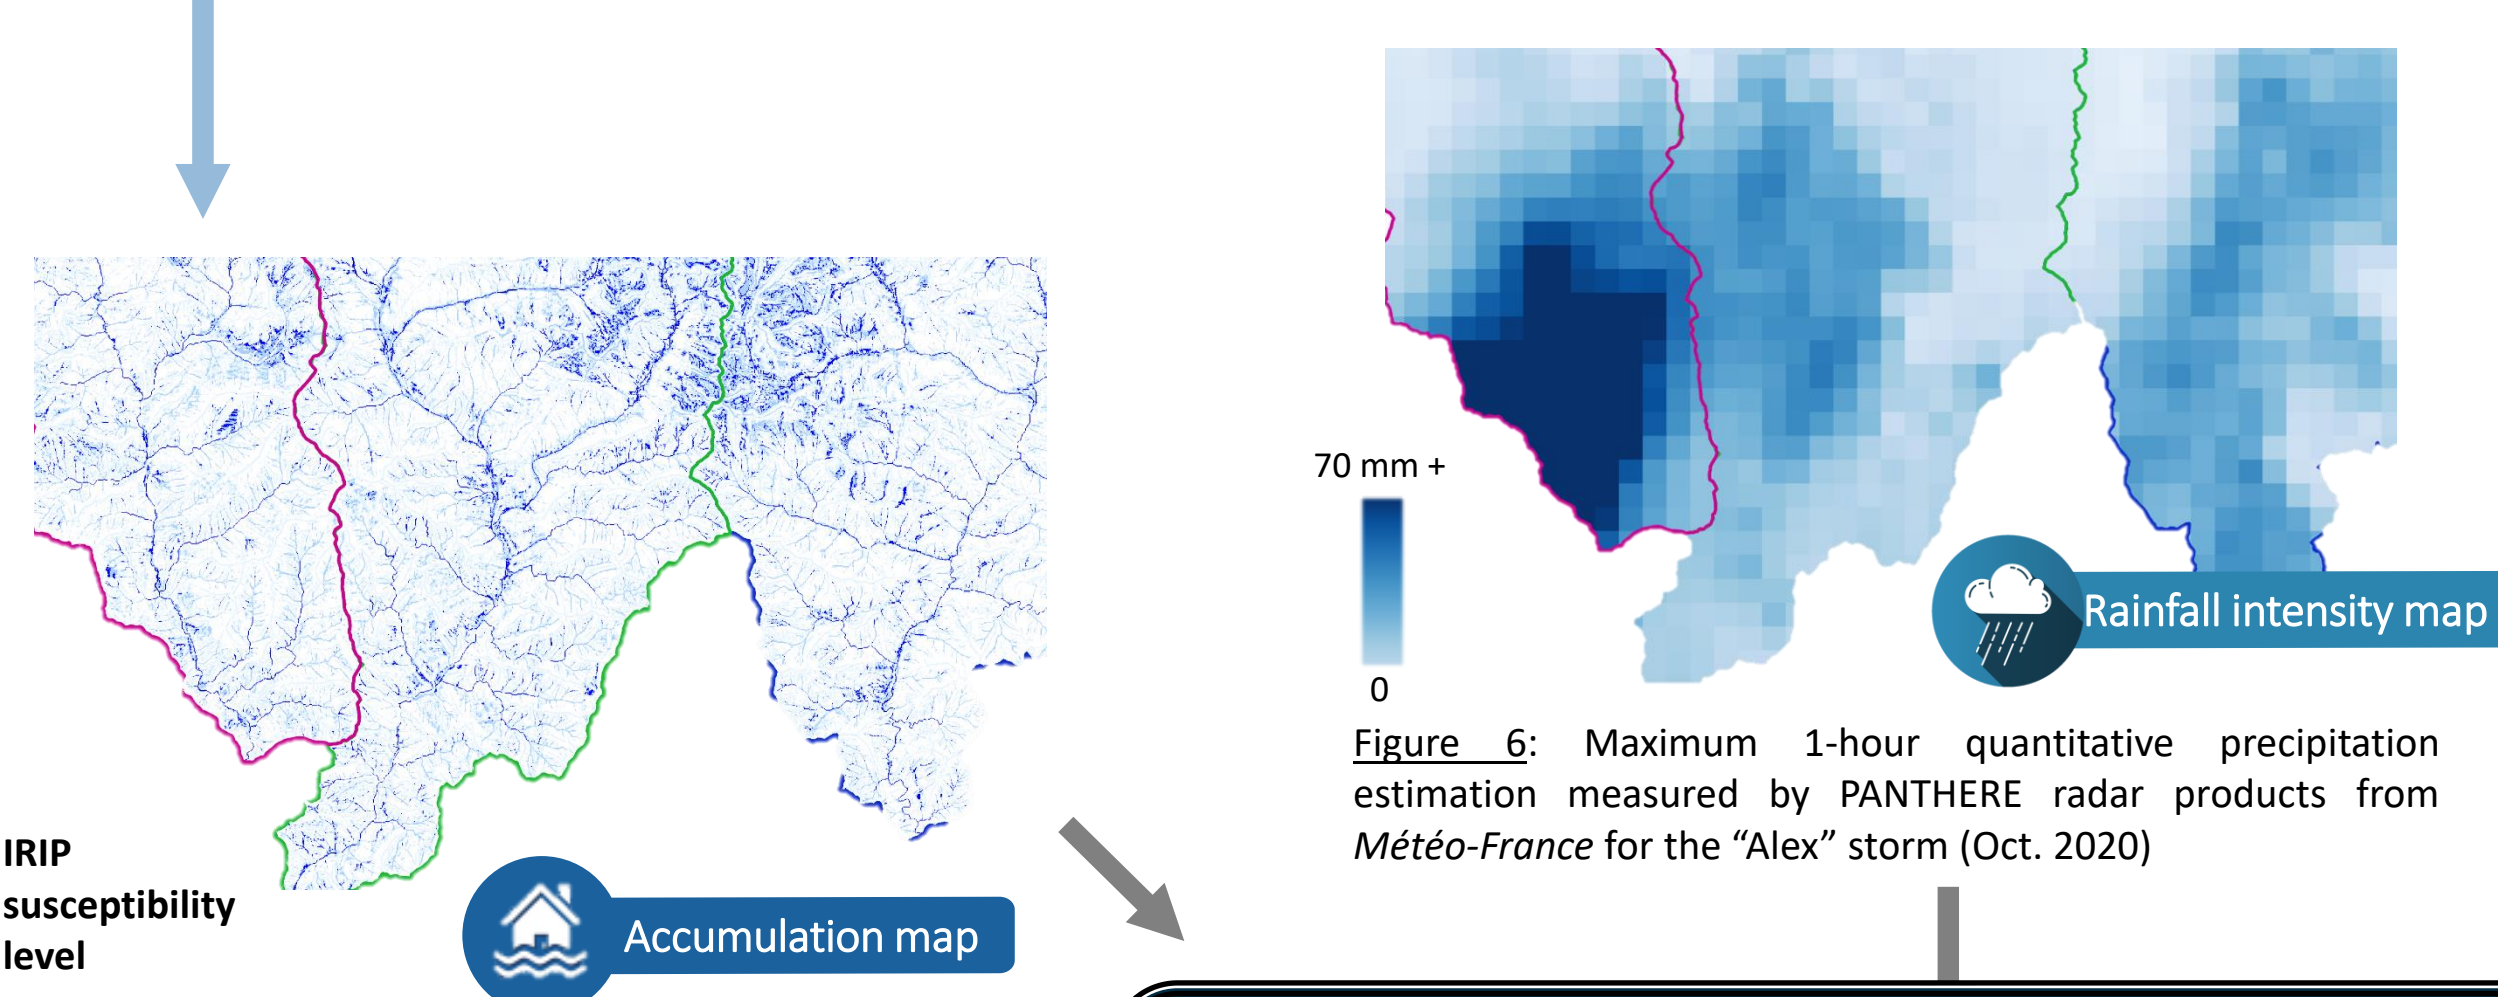 IRIP
susceptibility
level
Accumulation map
70 mm +
0
Rainfall intensity map
Figure 6: Maximum 1-hour quantitative precipitation
estimation measured by PANTHERE radar products from
Météo-France for the “Alex” storm (Oct. 2020)